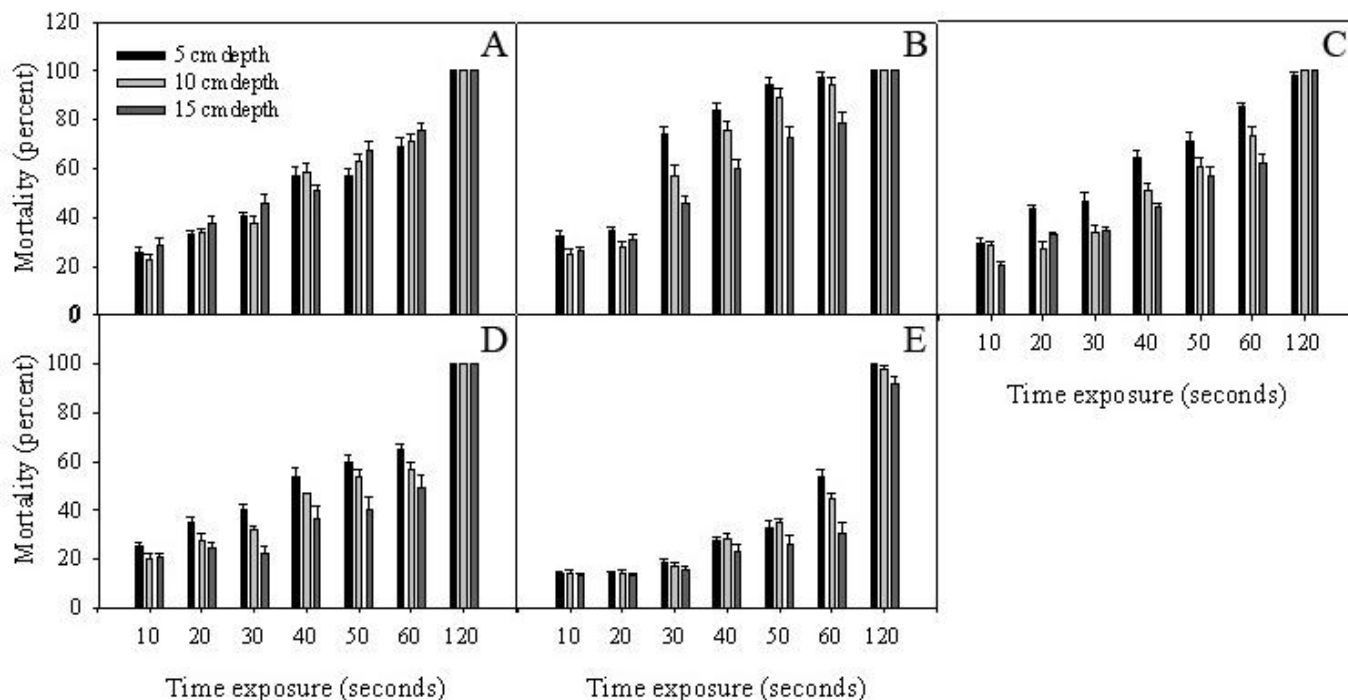 120
100
80
60
40
20
0
Mortality (percent)
5 cm depth
10 cm depth
15 cm depth
A
B
C
10 20 30 40 50 60 120
Time exposure (seconds)
100
80
60
40
20
0
Mortality (percent)
D
E
10 20 30 40 50 60 120
10 20 30 40 50 60 120
Time exposure (seconds)
Time exposure (seconds)